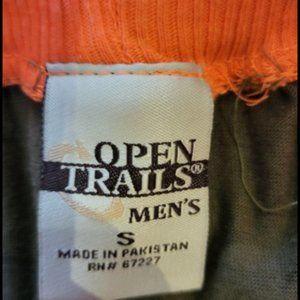 OPEN
TRAILS®
MEN'S
S
MADE IN PAKISTAN
RN# 67227